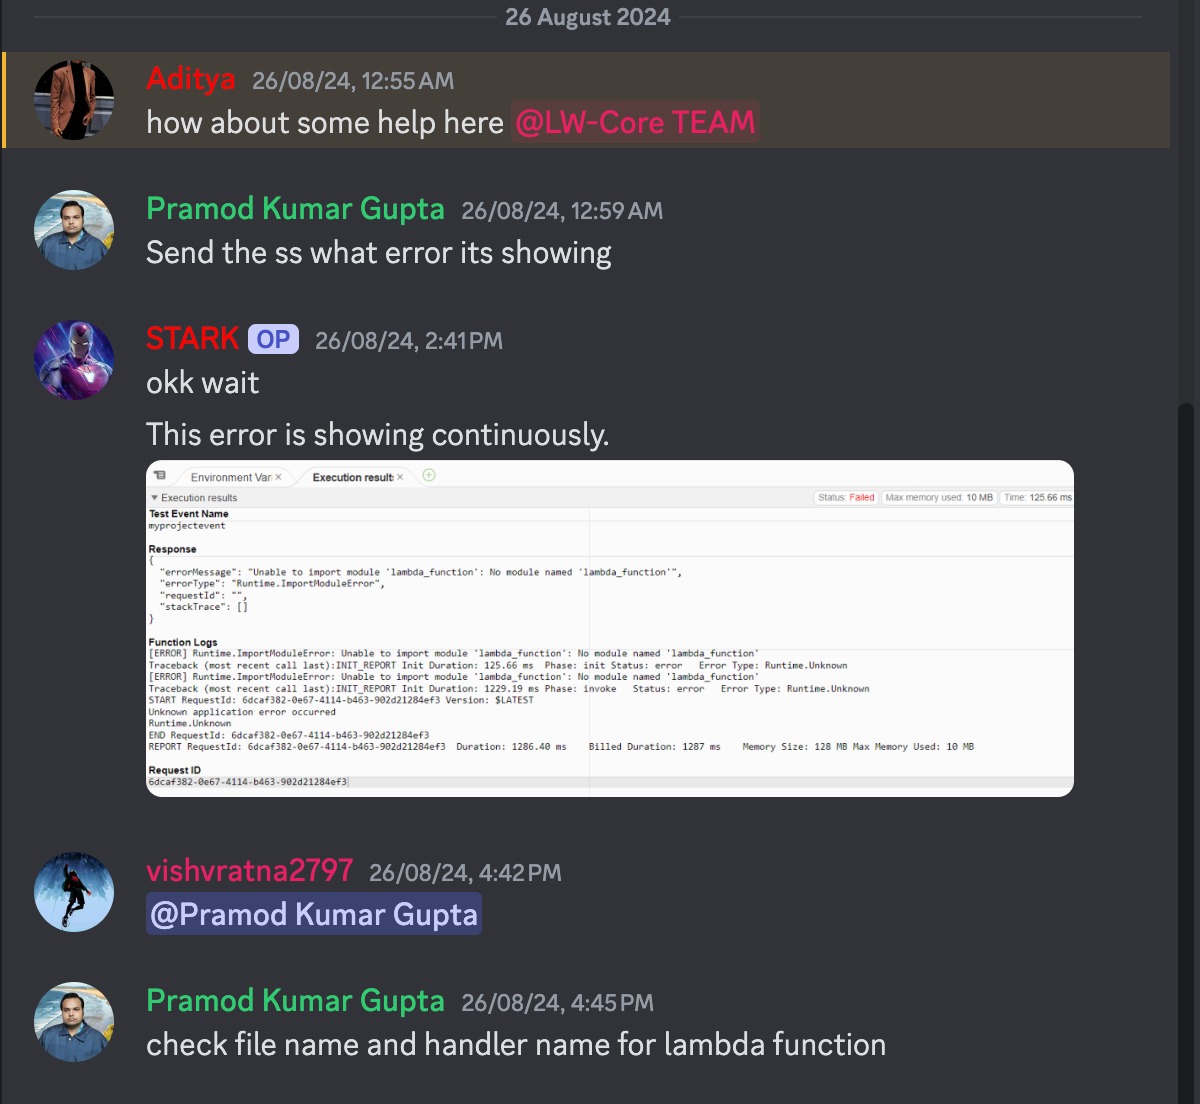 26 August 2024
Aditya 26/08/24, 12:55 AM
how about some help here @LW-Core TEAM
Pramod Kumar Gupta 26/08/24, 12:59 AM
Send the ss what error its showing
STARK OP 26/08/24, 2:41 PM
okk wait
This error is showing continuously.
Environment Vari × Execution results ×
Execution results Status: Failed Max memory used: 10 MB Time: 125.66 ms
Test Event Name
myprojectevent
Response
{
"errorMessage": "Unable to import module 'lambda_function': No module named 'lambda_function'",
"errorType": "Runtime.ImportModuleError",
"requestId": "",
"stackTrace": []
}
Function Logs
[ERROR] Runtime.ImportModuleError: Unable to import module 'lambda_function': No module named 'lambda_function'
Traceback (most recent call last):INIT_REPORT Init Duration: 125.66 ms Phase: init Status: error Error Type: Runtime.Unknown
[ERROR] Runtime.ImportModuleError: Unable to import module 'lambda_function': No module named 'lambda_function'
Traceback (most recent call last):INIT_REPORT Init Duration: 1229.19 ms Phase: invoke Status: error Error Type: Runtime.Unknown
START RequestId: 6dcaf382-0e67-4114-b463-902d21284ef3 Version: $LATEST
Unknown application error occurred
Runtime.Unknown
END RequestId: 6dcaf382-0e67-4114-b463-902d21284ef3
REPORT RequestId: 6dcaf382-0e67-4114-b463-902d21284ef3 Duration: 1286.40 ms Billed Duration: 1287 ms Memory Size: 128 MB Max Memory Used: 10 MB
Request ID
6dcaf382-0e67-4114-b463-902d21284ef3
vishvratna2797 26/08/24, 4:42 PM
@Pramod Kumar Gupta
Pramod Kumar Gupta 26/08/24, 4:45 PM
check file name and handler name for lambda function